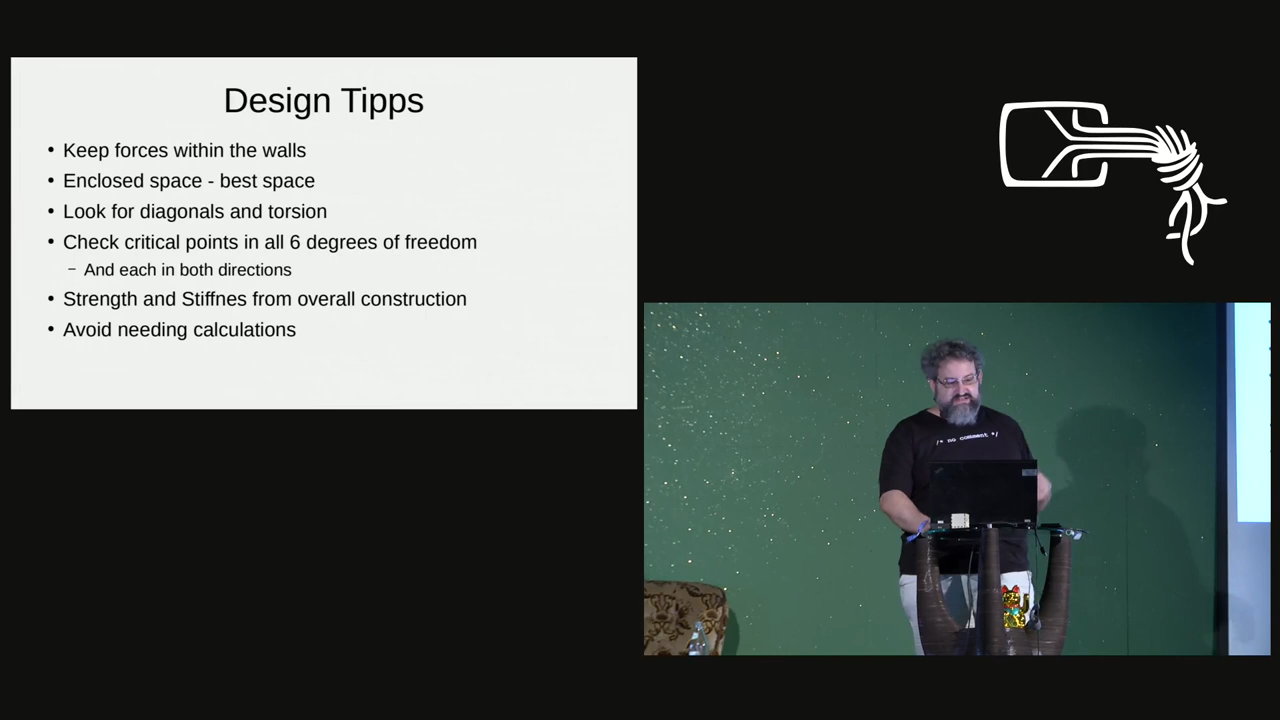 Design Tipps
• Keep forces within the walls
• Enclosed space - best space
• Look for diagonals and torsion
• Check critical points in all 6 degrees of freedom
– And each in both directions
• Strength and Stiffnes from overall construction
• Avoid needing calculations
/* no comment */